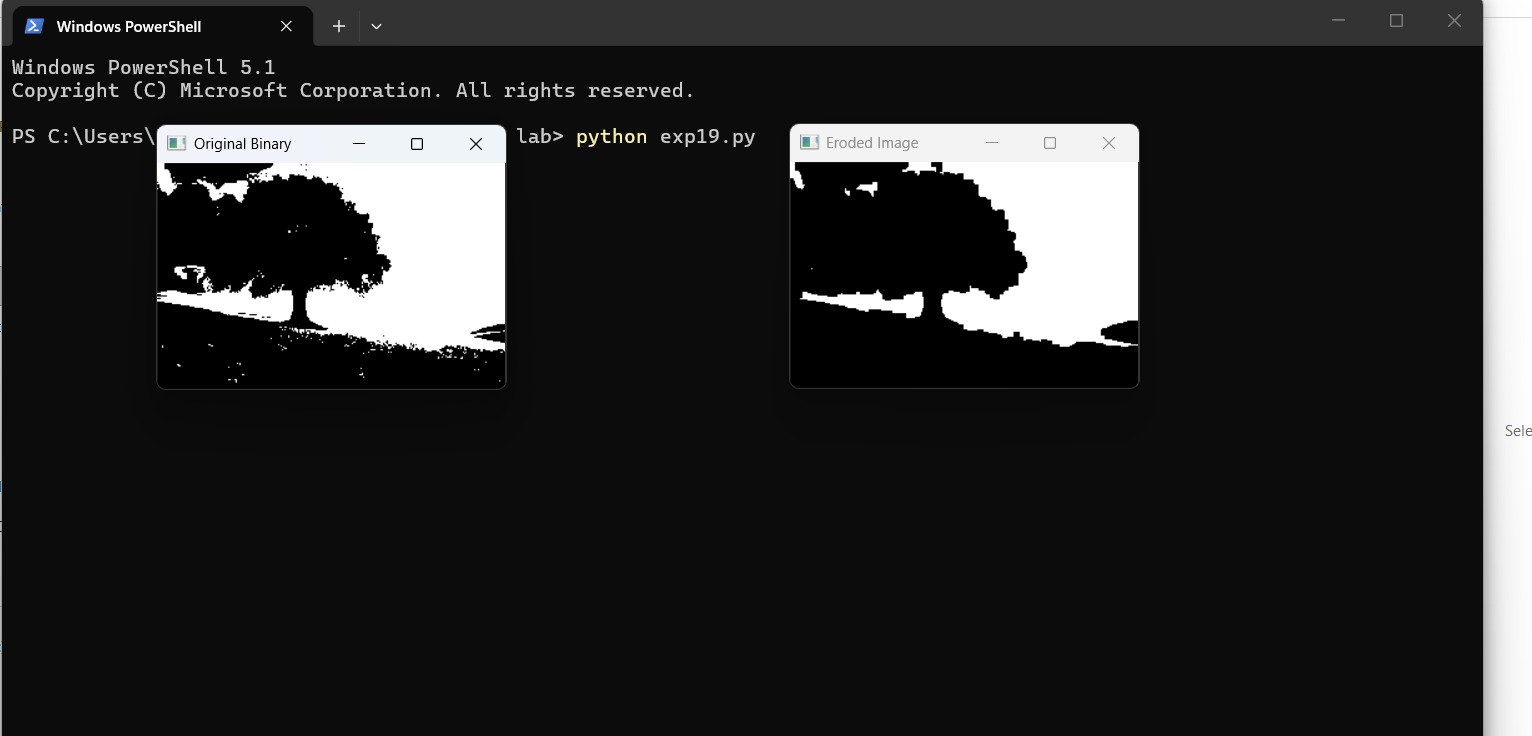 Windows PowerShell
Windows PowerShell 5.1
Copyright (C) Microsoft Corporation. All rights reserved.
PS C:\Users\ lab> python exp19.py
Original Binary
Eroded Image
Sele